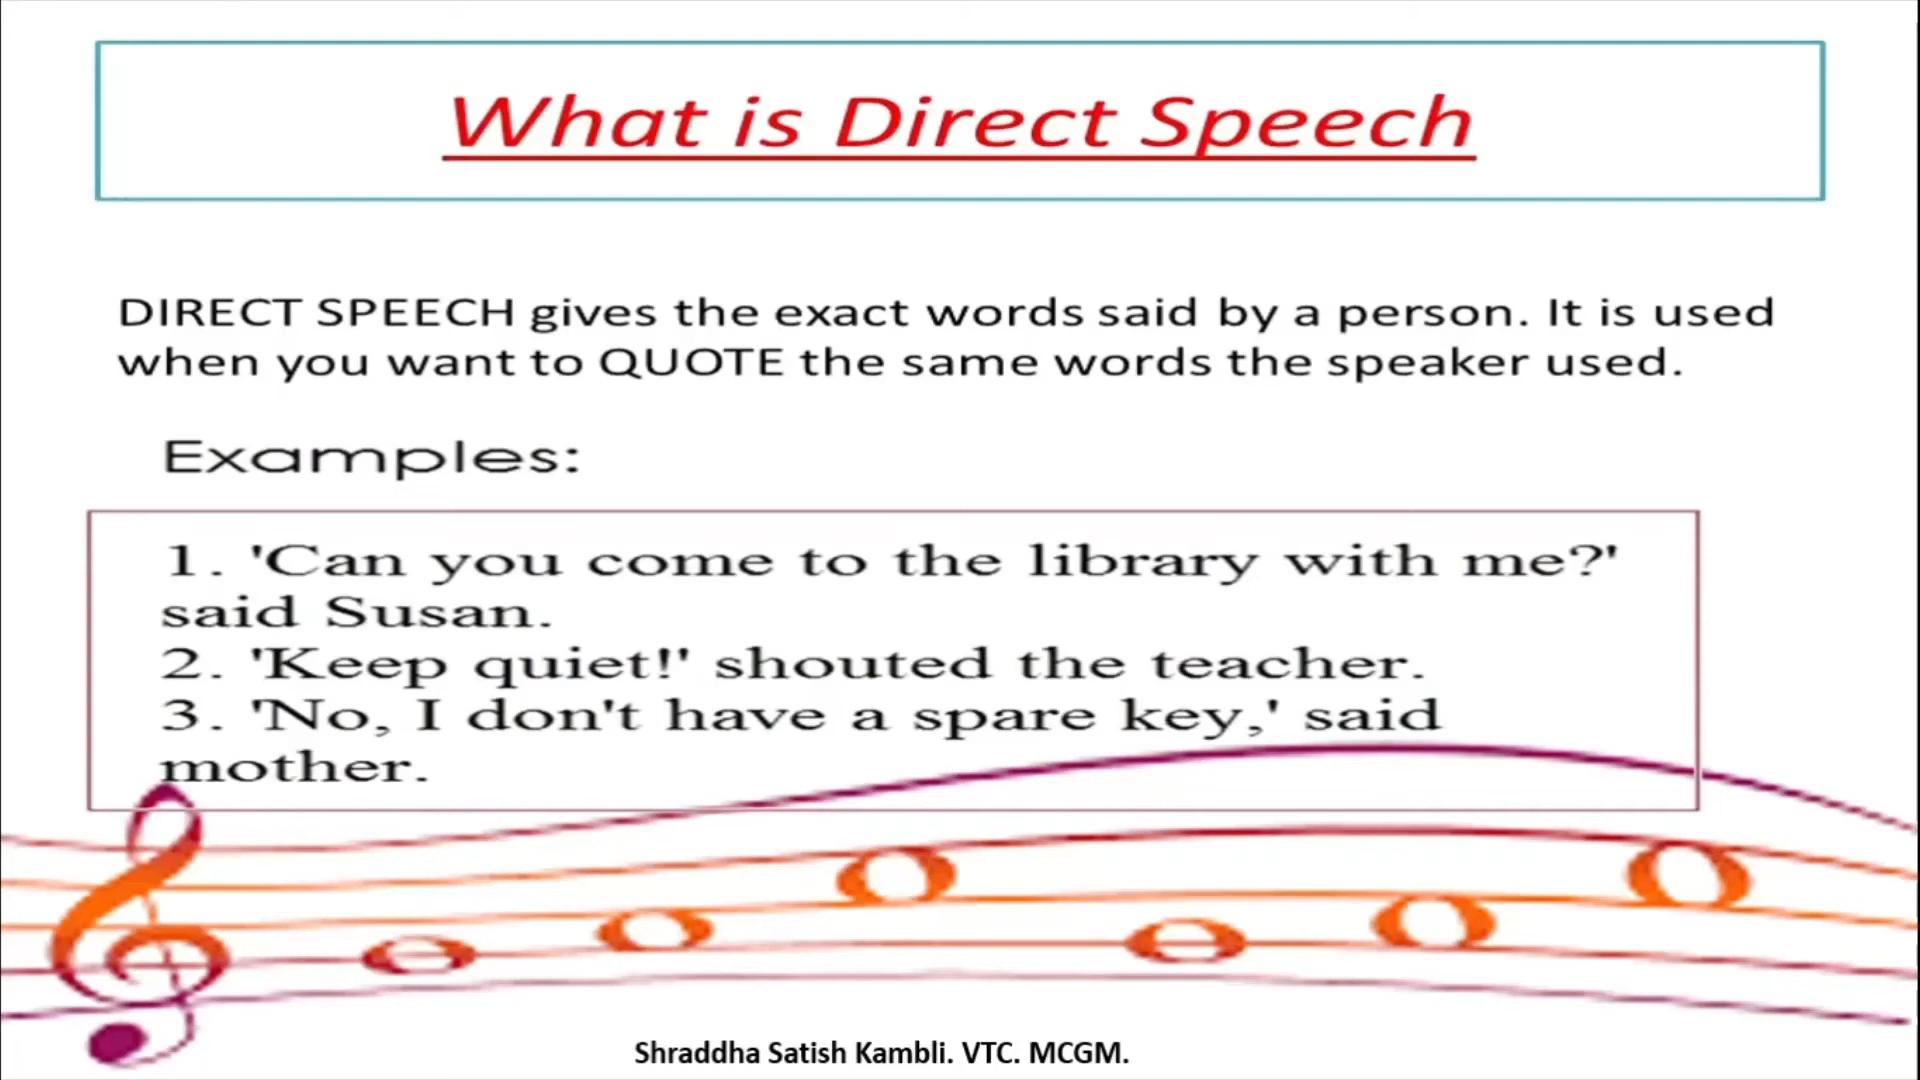 What is Direct Speech
DIRECT SPEECH gives the exact words said by a person. It is used
when you want to QUOTE the same words the speaker used.
Examples:
1. 'Can you come to the library with me?'
said Susan.
2. 'Keep quiet!' shouted the teacher.
3. 'No, I don't have a spare key,' said
mother.
Shraddha Satish Kambli. VTC. MCGM.